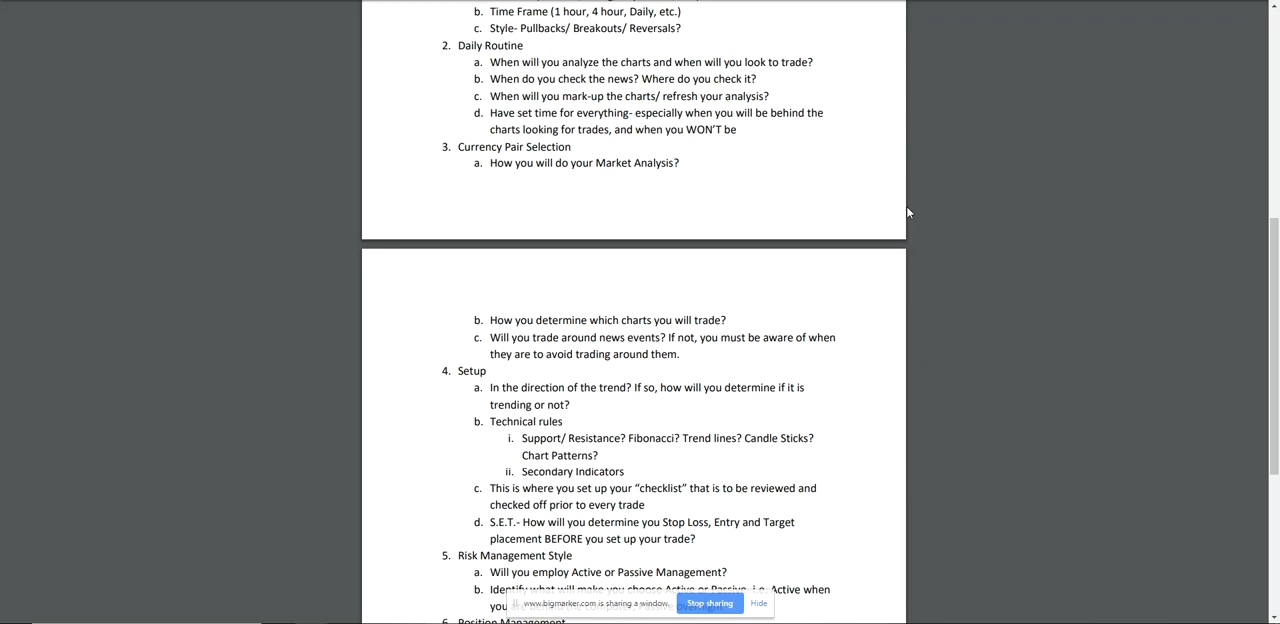 b. Time Frame (1 hour, 4 hour, Daily, etc.)
c. Style- Pullbacks/ Breakouts/ Reversals?
2. Daily Routine
a. When will you analyze the charts and when will you look to trade?
b. When do you check the news? Where do you check it?
c. When will you mark-up the charts/ refresh your analysis?
d. Have set time for everything- especially when you will be behind the
charts looking for trades, and when you WON'T be
3. Currency Pair Selection
a. How you will do your Market Analysis?
b. How you determine which charts you will trade?
c. Will you trade around news events? If not, you must be aware of when
they are to avoid trading around them.
4. Setup
a. In the direction of the trend? If so, how will you determine if it is
trending or not?
b. Technical rules
i. Support/ Resistance? Fibonacci? Trend lines? Candle Sticks?
Chart Patterns?
ii. Secondary Indicators
c. This is where you set up your “checklist” that is to be reviewed and
checked off prior to every trade
d. S.E.T.- How will you determine you Stop Loss, Entry and Target
placement BEFORE you set up your trade?
5. Risk Management Style
a. Will you employ Active or Passive Management?
b. Identify what will make you choose Active or Passive, i.e. Active when
you
www.bigmarker.com is sharing a window.
Stop sharing
Hide
6. Position Management